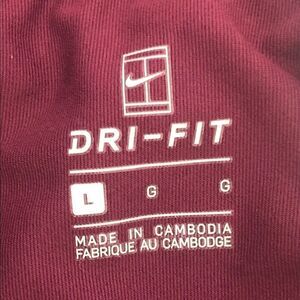 DRI-FIT
L G G
MADE IN CAMBODIA
FABRIQUE AU CAMBODGE